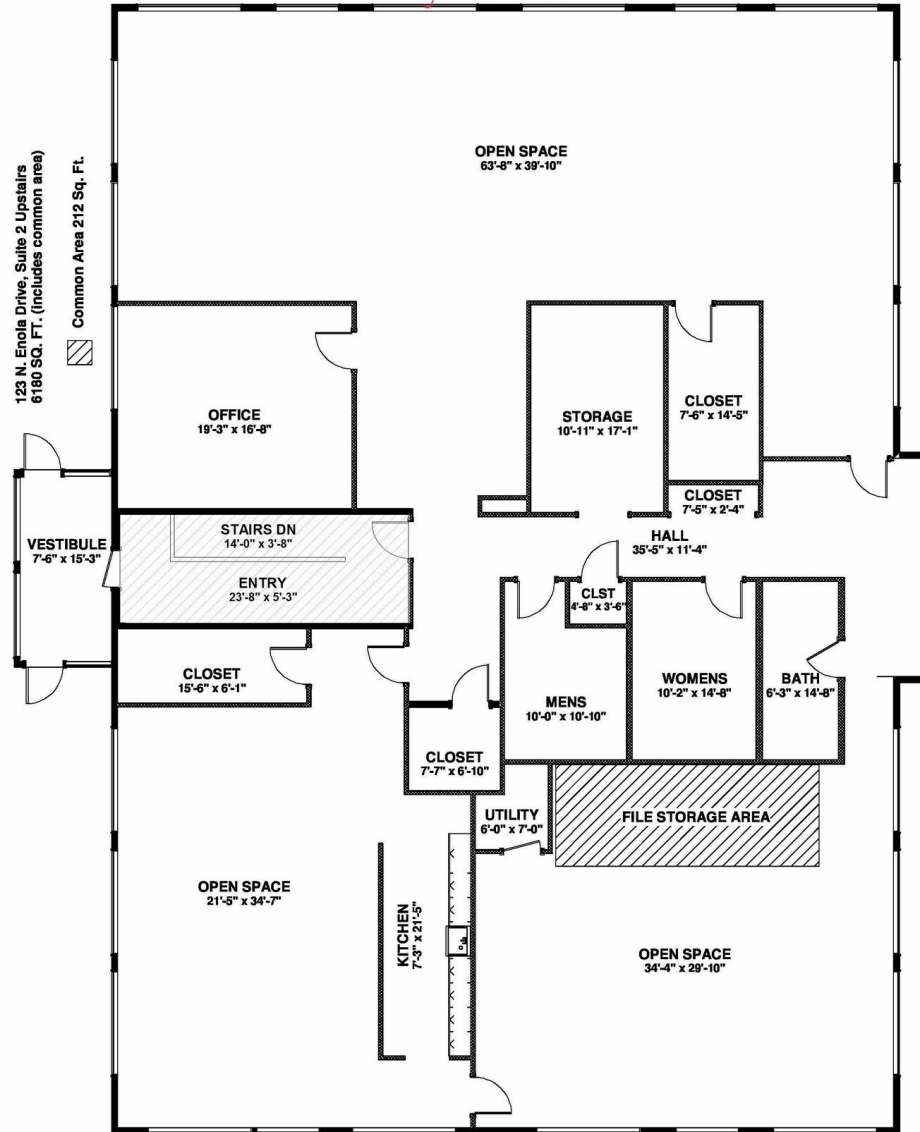 123 N. Enola Drive, Suite 2 Upstairs
6180 SQ. FT. (includes common area)
Common Area 212 Sq. Ft.
OPEN SPACE
63'-8" x 39'-10"
OFFICE
19'-3" x 16'-8"
STORAGE
10'-11" x 17'-1"
CLOSET
7'-6" x 14'-5"
CLOSET
7'-5" x 2'-4"
HALL
35'-5" x 11'-4"
VESTIBULE
7'-6" x 15'-3"
STAIRS DN
14'-0" x 3'-8"
ENTRY
23'-8" x 5'-3"
CLST
4'-8" x 3'-6"
CLOSET
15'-6" x 6'-1"
MENS
10'-0" x 10'-10"
WOMENS
10'-2" x 14'-8"
BATH
6'-3" x 14'-8"
CLOSET
7'-7" x 6'-10"
UTILITY
6'-0" x 7'-0"
FILE STORAGE AREA
OPEN SPACE
21'-5" x 34'-7"
KITCHEN
7'-3" x 21'-5"
OPEN SPACE
34'-4" x 29'-10"